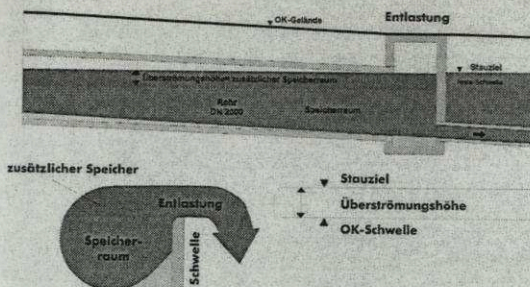 Entlastung
OK-Gelände
Stauziel
Überströmungshöhe= zusätzlicher Speicherraum
Rohr
DN 2000
Speicherraum
zusätzlicher Speicher
Entlastung
Speicher-
raum
Schwelle
Stauziel
Überströmungshöhe
OK-Schwelle